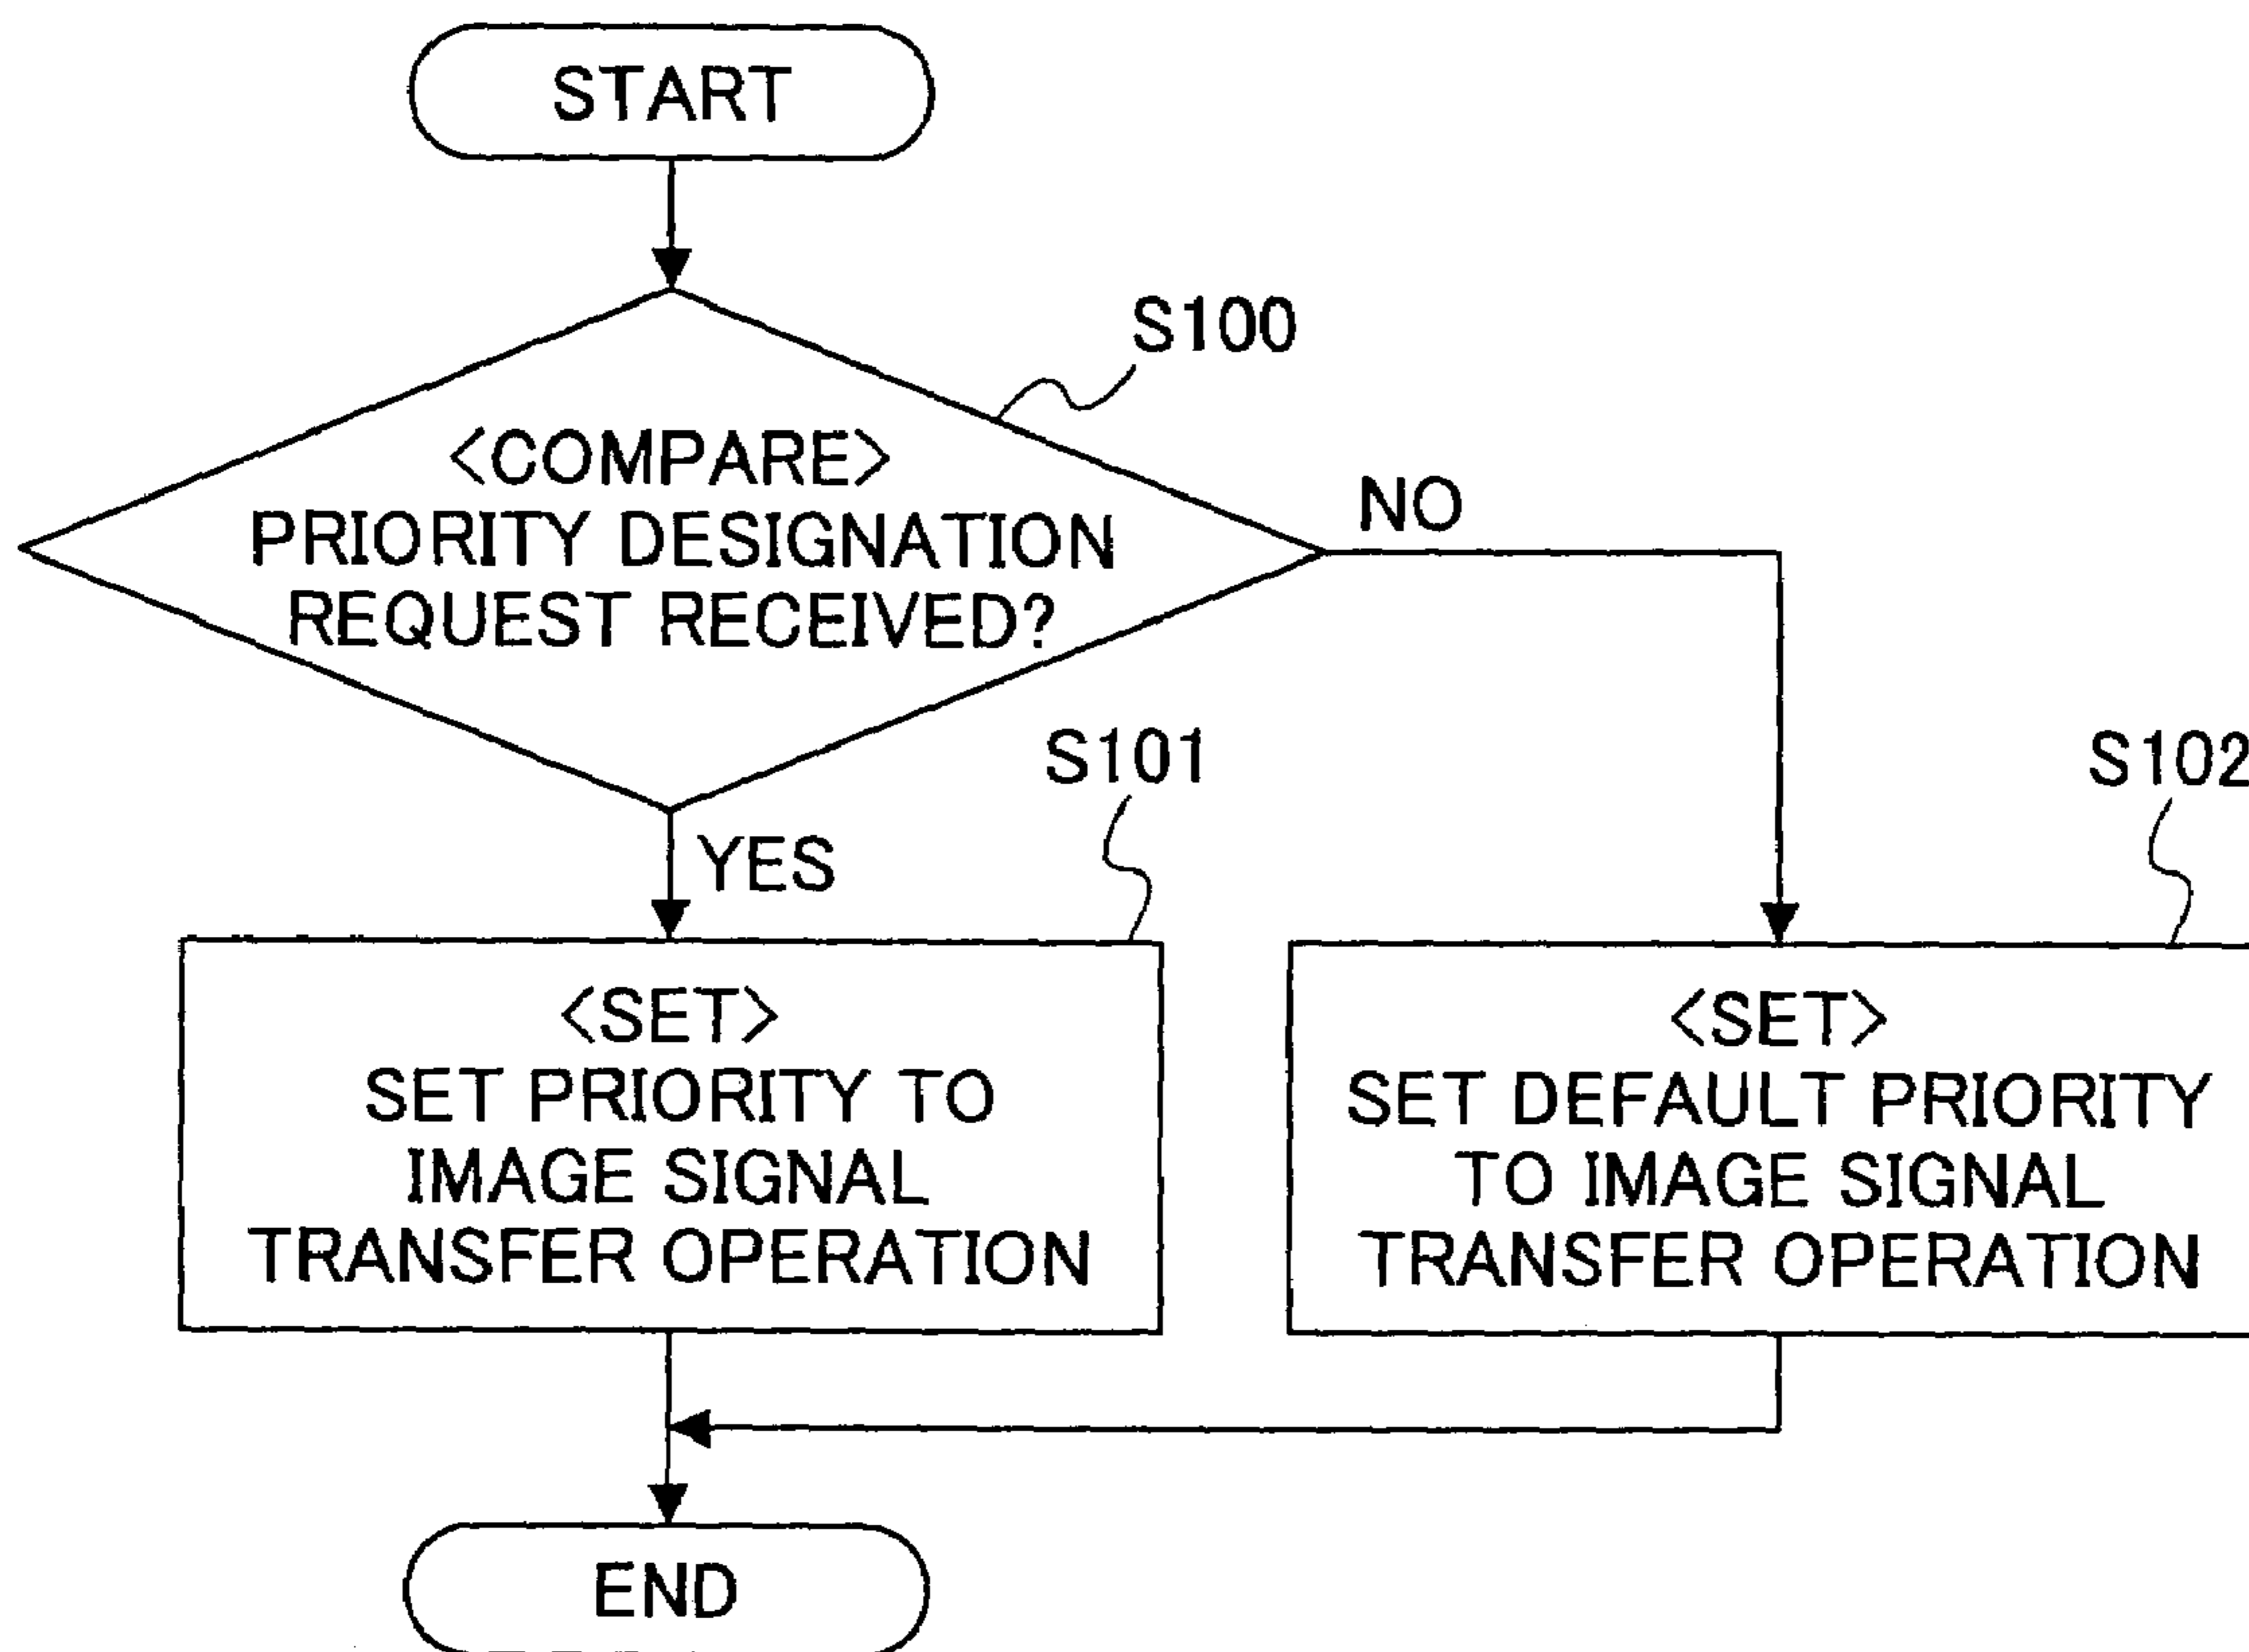 START
S100
<COMPARE>
PRIORITY DESIGNATION
REQUEST RECEIVED?
NO
YES
S101
<SET>
SET PRIORITY TO
IMAGE SIGNAL
TRANSFER OPERATION
S102
<SET>
SET DEFAULT PRIORITY
TO IMAGE SIGNAL
TRANSFER OPERATION
END